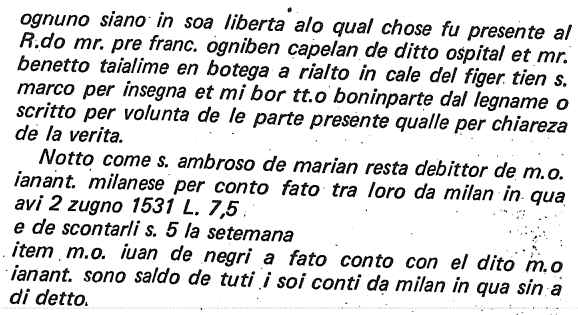 ognuno siano in soa liberta alo qual chose fu presente al
R.do mr. pre franc. ogniben capelan de ditto ospital et mr.
benetto taialime en botega a rialto in cale del figer tien s.
marco per insegna et mi bor tt.o boninparte dal legname o
scritto per volunta de le parte presente qualle per chiareza
de la verita.
Notto come s. ambroso de marian resta debittor de m.o.
ianant. milanese per conto fato tra loro da milan in qua
avi 2 zugno 1531 L. 7,5
e de scontarli s. 5 la setemana
item m.o. iuan de negri a fato conto con el dito m.o
ianant. sono saldo de tuti i soi conti da milan in qua sin a
di detto.